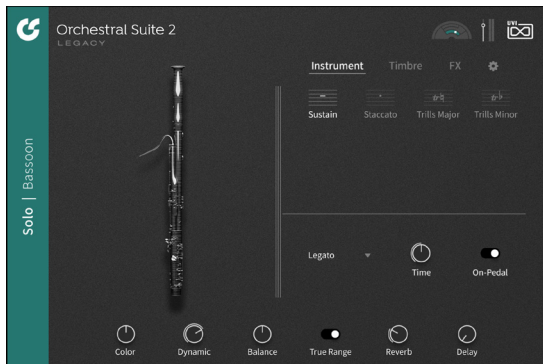 Orchestral Suite 2
LEGACY
UVI
Instrument Timbre FX
Sustain Staccato Trills Major Trills Minor
Solo | Bassoon
Legato Time On-Pedal
Color Dynamic Balance True Range Reverb Delay